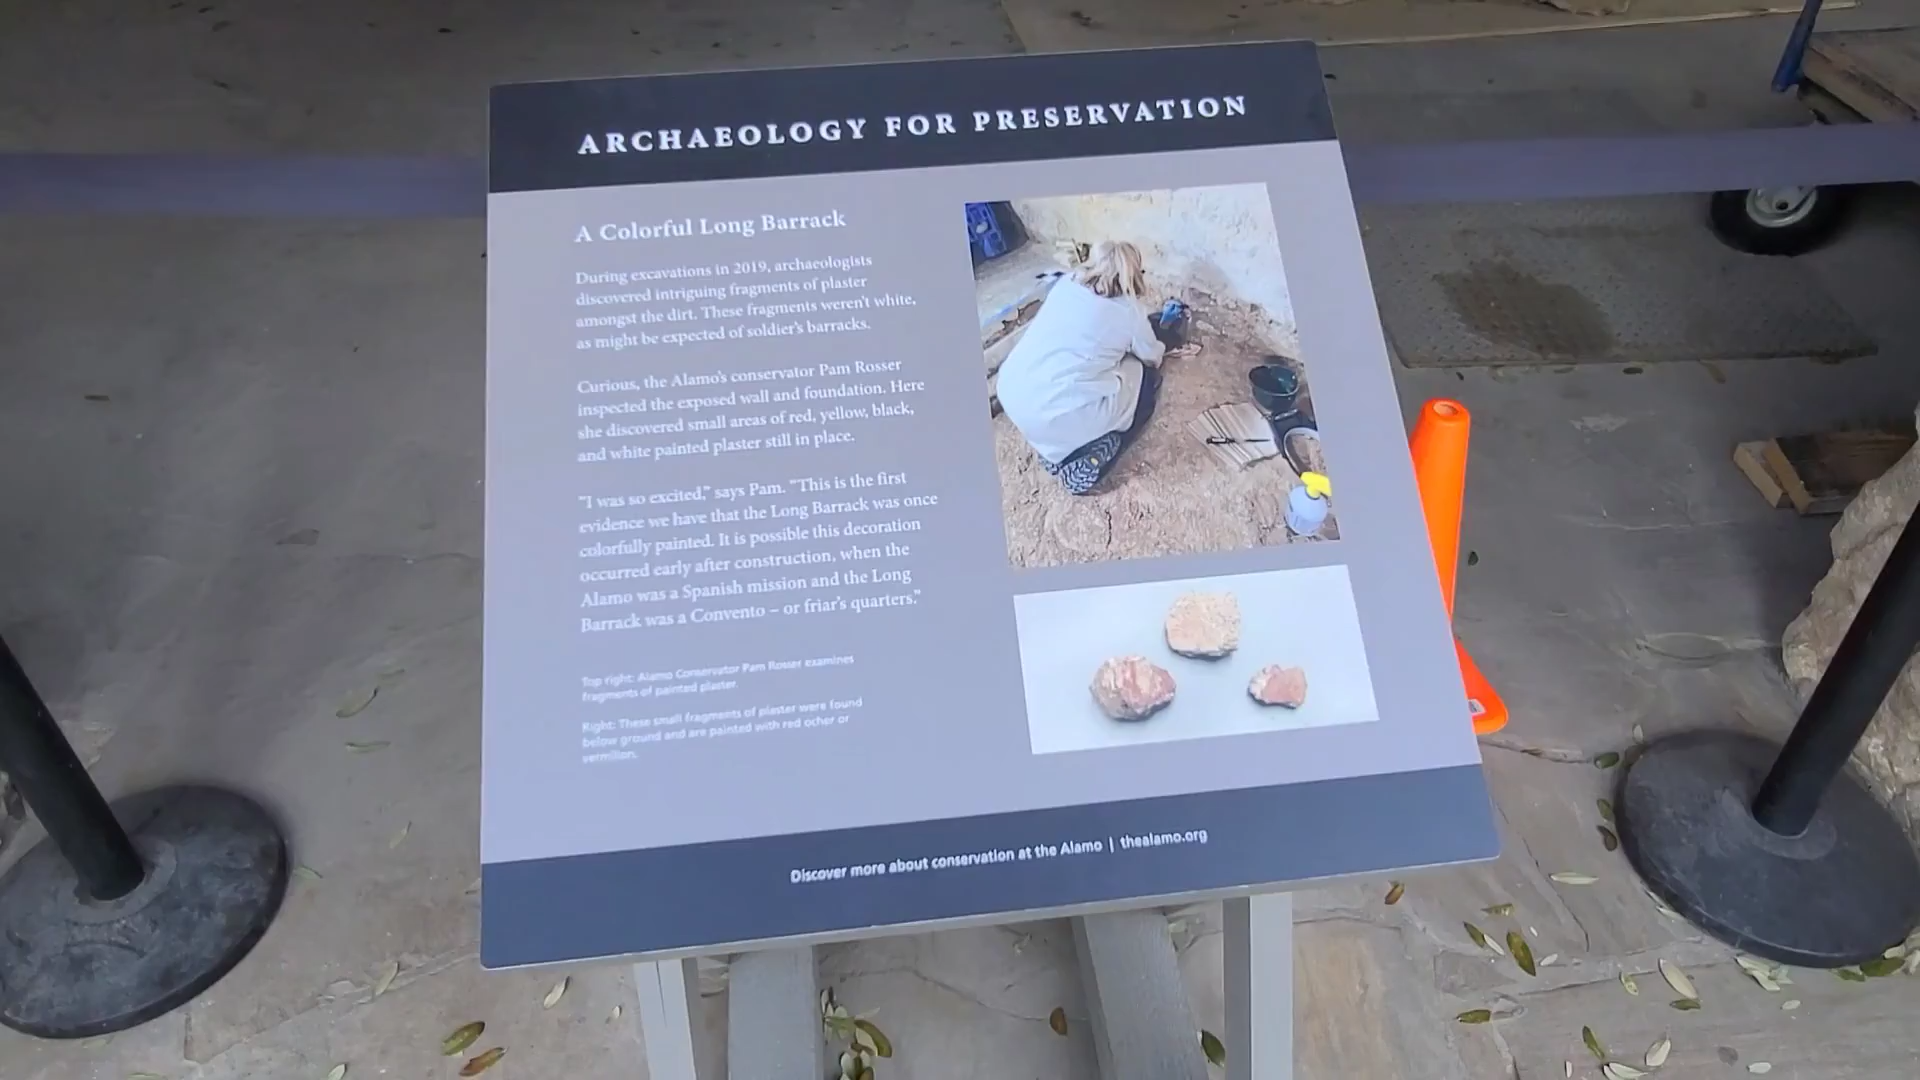 ARCHAEOLOGY FOR PRESERVATION
A Colorful Long Barrack
During excavations in 2019, archaeologists
discovered intriguing fragments of plaster
amongst the dirt. These fragments weren't white,
as might be expected of soldier's barracks.
Curious, the Alamo's conservator Pam Rosser
inspected the exposed wall and foundation. Here
she discovered small areas of red, yellow, black,
and white painted plaster still in place.
"I was so excited," says Pam. "This is the first
evidence we have that the Long Barrack was once
colorfully painted. It is possible this decoration
occurred early after construction, when the
Alamo was a Spanish mission and the Long
Barrack was a Convento – or friar's quarters."
Top right: Alamo Conservator Pam Rosser examines
fragments of painted plaster.
Right: These small fragments of plaster were found
below ground and are painted with red ocher or
vermilion.
Discover more about conservation at the Alamo | thealamo.org